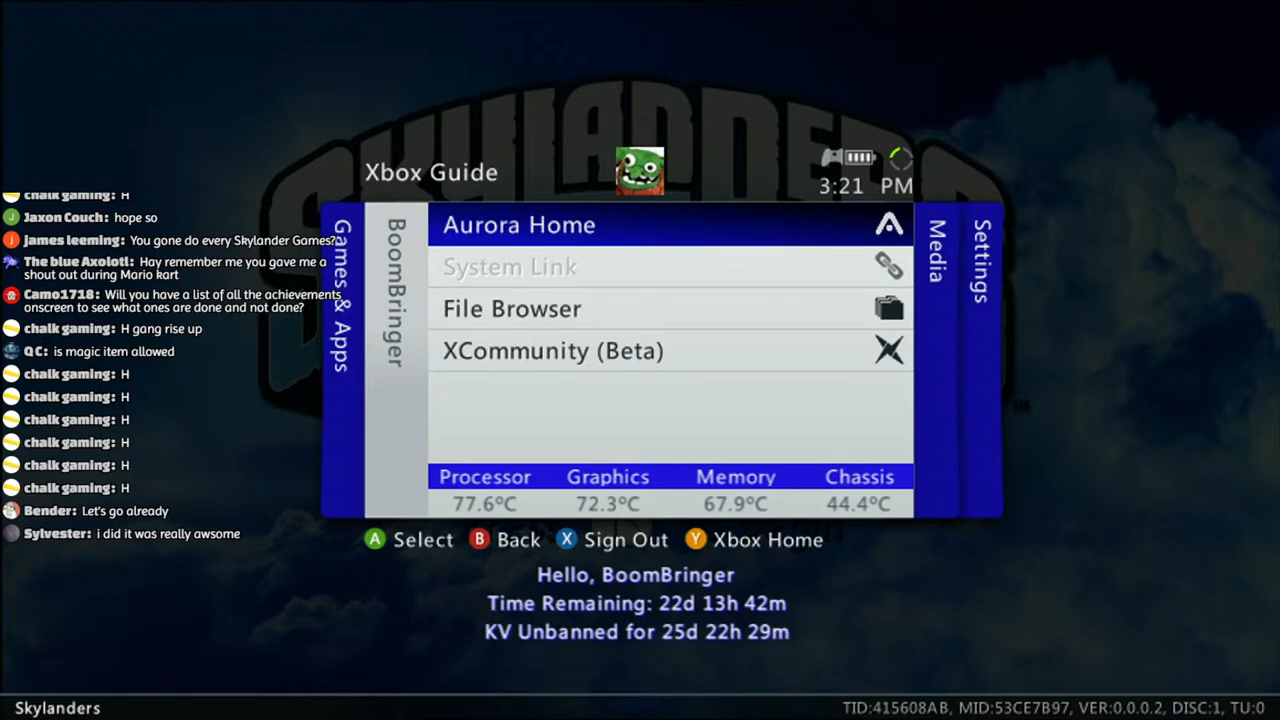 SKYLANDERS
TM
Xbox Guide
3:21 PM
chalk gaming: H
Jaxon Couch: hope so
james leeming: You gone do every Skylander Games?
The blue Axolotl: Hay remember me you gave me a
shout out during Mario kart
Camo1718: Will you have a list of all the achievements
onscreen to see what ones are done and not done?
chalk gaming: H gang rise up
QC: is magic item allowed
chalk gaming: H
chalk gaming: H
chalk gaming: H
chalk gaming: H
chalk gaming: H
chalk gaming: H
Bender: Let's go already
Sylvester: i did it was really awsome
Games & Apps
BoomBringer
Aurora Home
System Link
File Browser
XCommunity (Beta)
Processor Graphics Memory Chassis
77.6°C 72.3°C 67.9°C 44.4°C
Media
Settings
A Select B Back X Sign Out Y Xbox Home
Hello, BoomBringer
Time Remaining: 22d 13h 42m
KV Unbanned for 25d 22h 29m
Skylanders
TID:415608AB, MID:53CE7B97, VER:0.0.0.2, DISC:1, TU:0